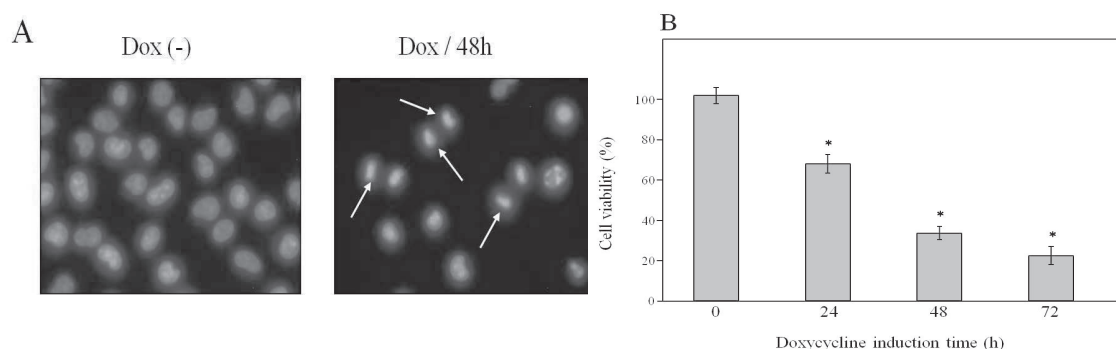 A
Dox (-)
Dox / 48h
B
Cell viability (%)
100
80
60
40
20
0
*
*
*
0 24 48 72
Doxycycline induction time (h)